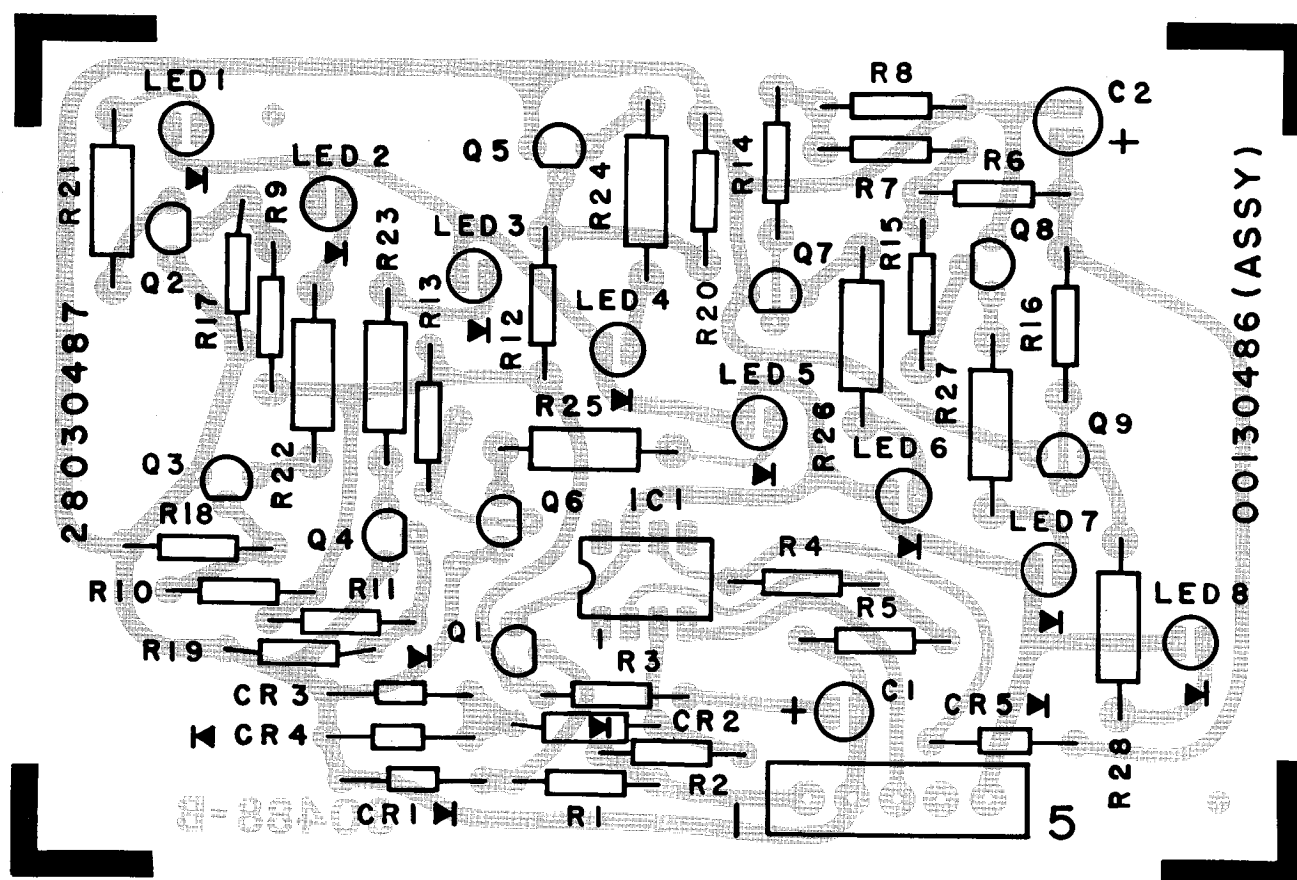 LED1
R8
C2
+
R21
Q5
R24
R14
LED2
R7
R6
R9
R23
LED3
R15
Q8
Q7
Q2
R13
R17
R12
LED4
R20
R16
28030487
00130486(ASSY)
R25
LED5
R26
R27
LED6
Q9
Q3
R22
R18
Q4
Q6
IC1
LED7
R10
R11
R4
R5
LED8
R19
Q1
1
R3
CR3
CR2
+
C1
CR5
CR4
R2
R28
CR1
R1
1
5